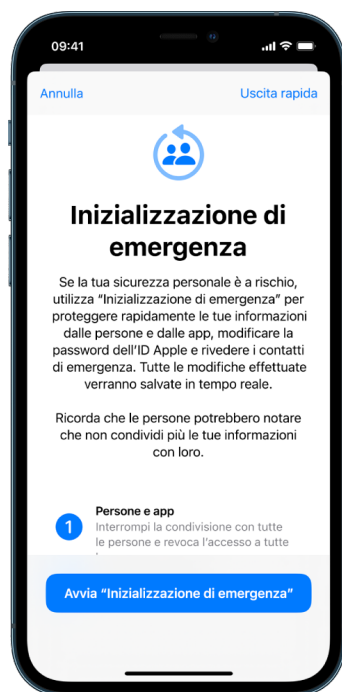 09:41
Annulla Uscita rapida
Inizializzazione di
emergenza
Se la tua sicurezza personale è a rischio,
utilizza “Inizializzazione di emergenza” per
proteggere rapidamente le tue informazioni
dalle persone e dalle app, modificare la
password dell'ID Apple e rivedere i contatti
di emergenza. Tutte le modifiche effettuate
verranno salvate in tempo reale.
Ricorda che le persone potrebbero notare
che non condividi più le tue informazioni
con loro.
Persone e app
1 Interrompi la condivisione con tutte
le persone e revoca l'accesso a tutte
Avvia “Inizializzazione di emergenza”